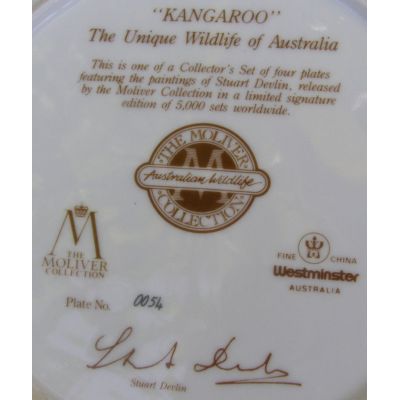 "KANGAROO"
The Unique Wildlife of Australia
This is one of a Collector's Set of four plates
featuring the paintings of Stuart Devlin, released
by the Moliver Collection in a limited signature
edition of 5,000 sets worldwide.
THE MOLIVER
M
Australian Wildlife
COLLECTION
M
THE
MOLIVER
COLLECTION
FINE CHINA
Westminster
AUSTRALIA
Plate No. 0054
Stuart Devlin
Stuart Devlin